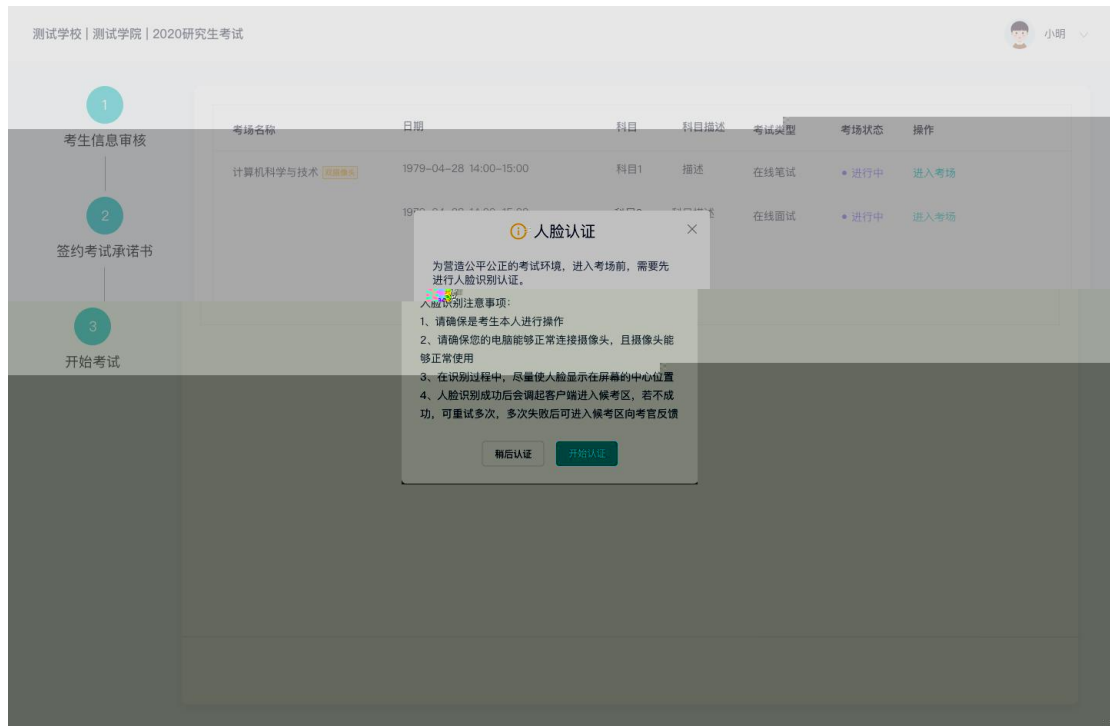 测试学校 | 测试学院 | 2020研究生考试
小明
1
考生信息审核
2
签约考试承诺书
3
开始考试
考场名称 日期 科目 科目描述 考试类型 考场状态 操作
计算机科学与技术 1979-04-28 14:00-15:00 科目1 描述 在线笔试 进行中 进入考场
在线面试 进行中 进入考场
人脸认证
为营造公平公正的考试环境，进入考场前，需要先
进行人脸识别认证。
人脸识别注意事项：
1、请确保是考生本人进行操作
2、请确保您的电脑能够正常连接摄像头，且摄像头能
够正常使用
3、在识别过程中，尽量使人脸显示在屏幕的中心位置
4、人脸识别成功后会调起客户端进入候考区，若不成
功，可重试多次，多次失败后可进入候考区向考官反馈
稍后认证 开始认证